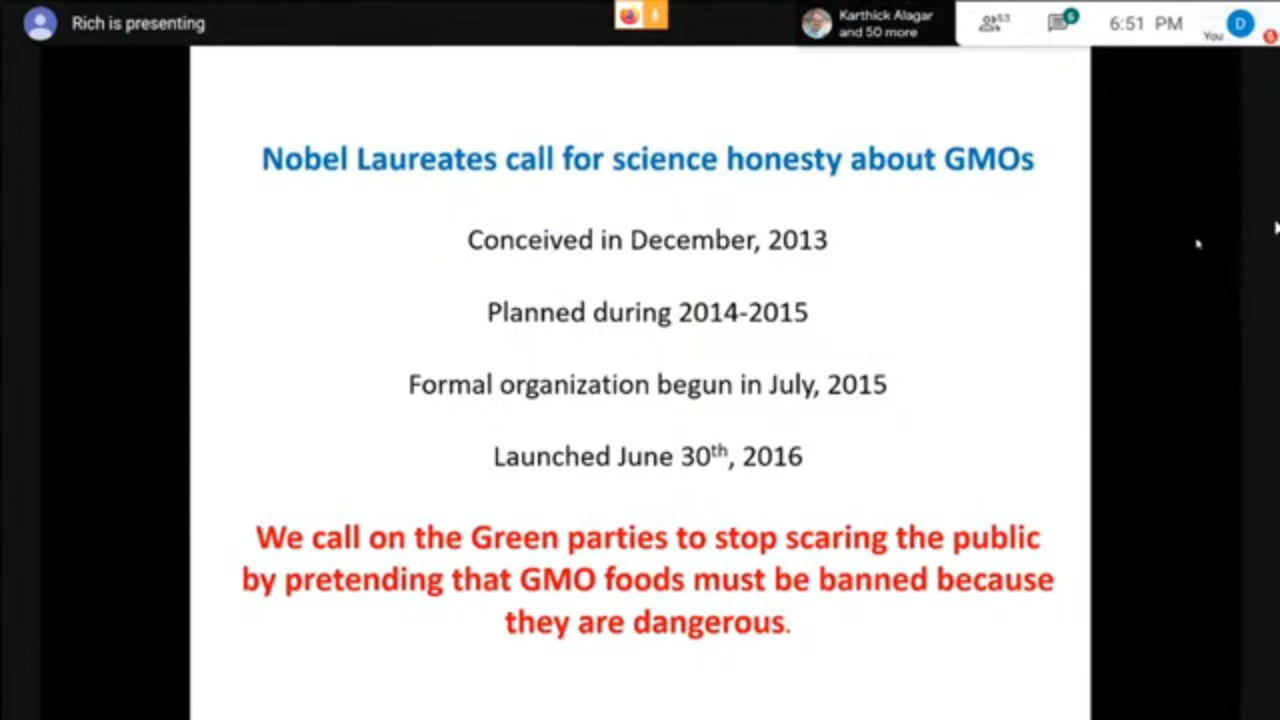 Rich is presenting
Karthick Alagar
and 50 more
53
6
6:51 PM
You
D
Nobel Laureates call for science honesty about GMOs
Conceived in December, 2013
Planned during 2014-2015
Formal organization begun in July, 2015
Launched June 30th, 2016
We call on the Green parties to stop scaring the public
by pretending that GMO foods must be banned because
they are dangerous.